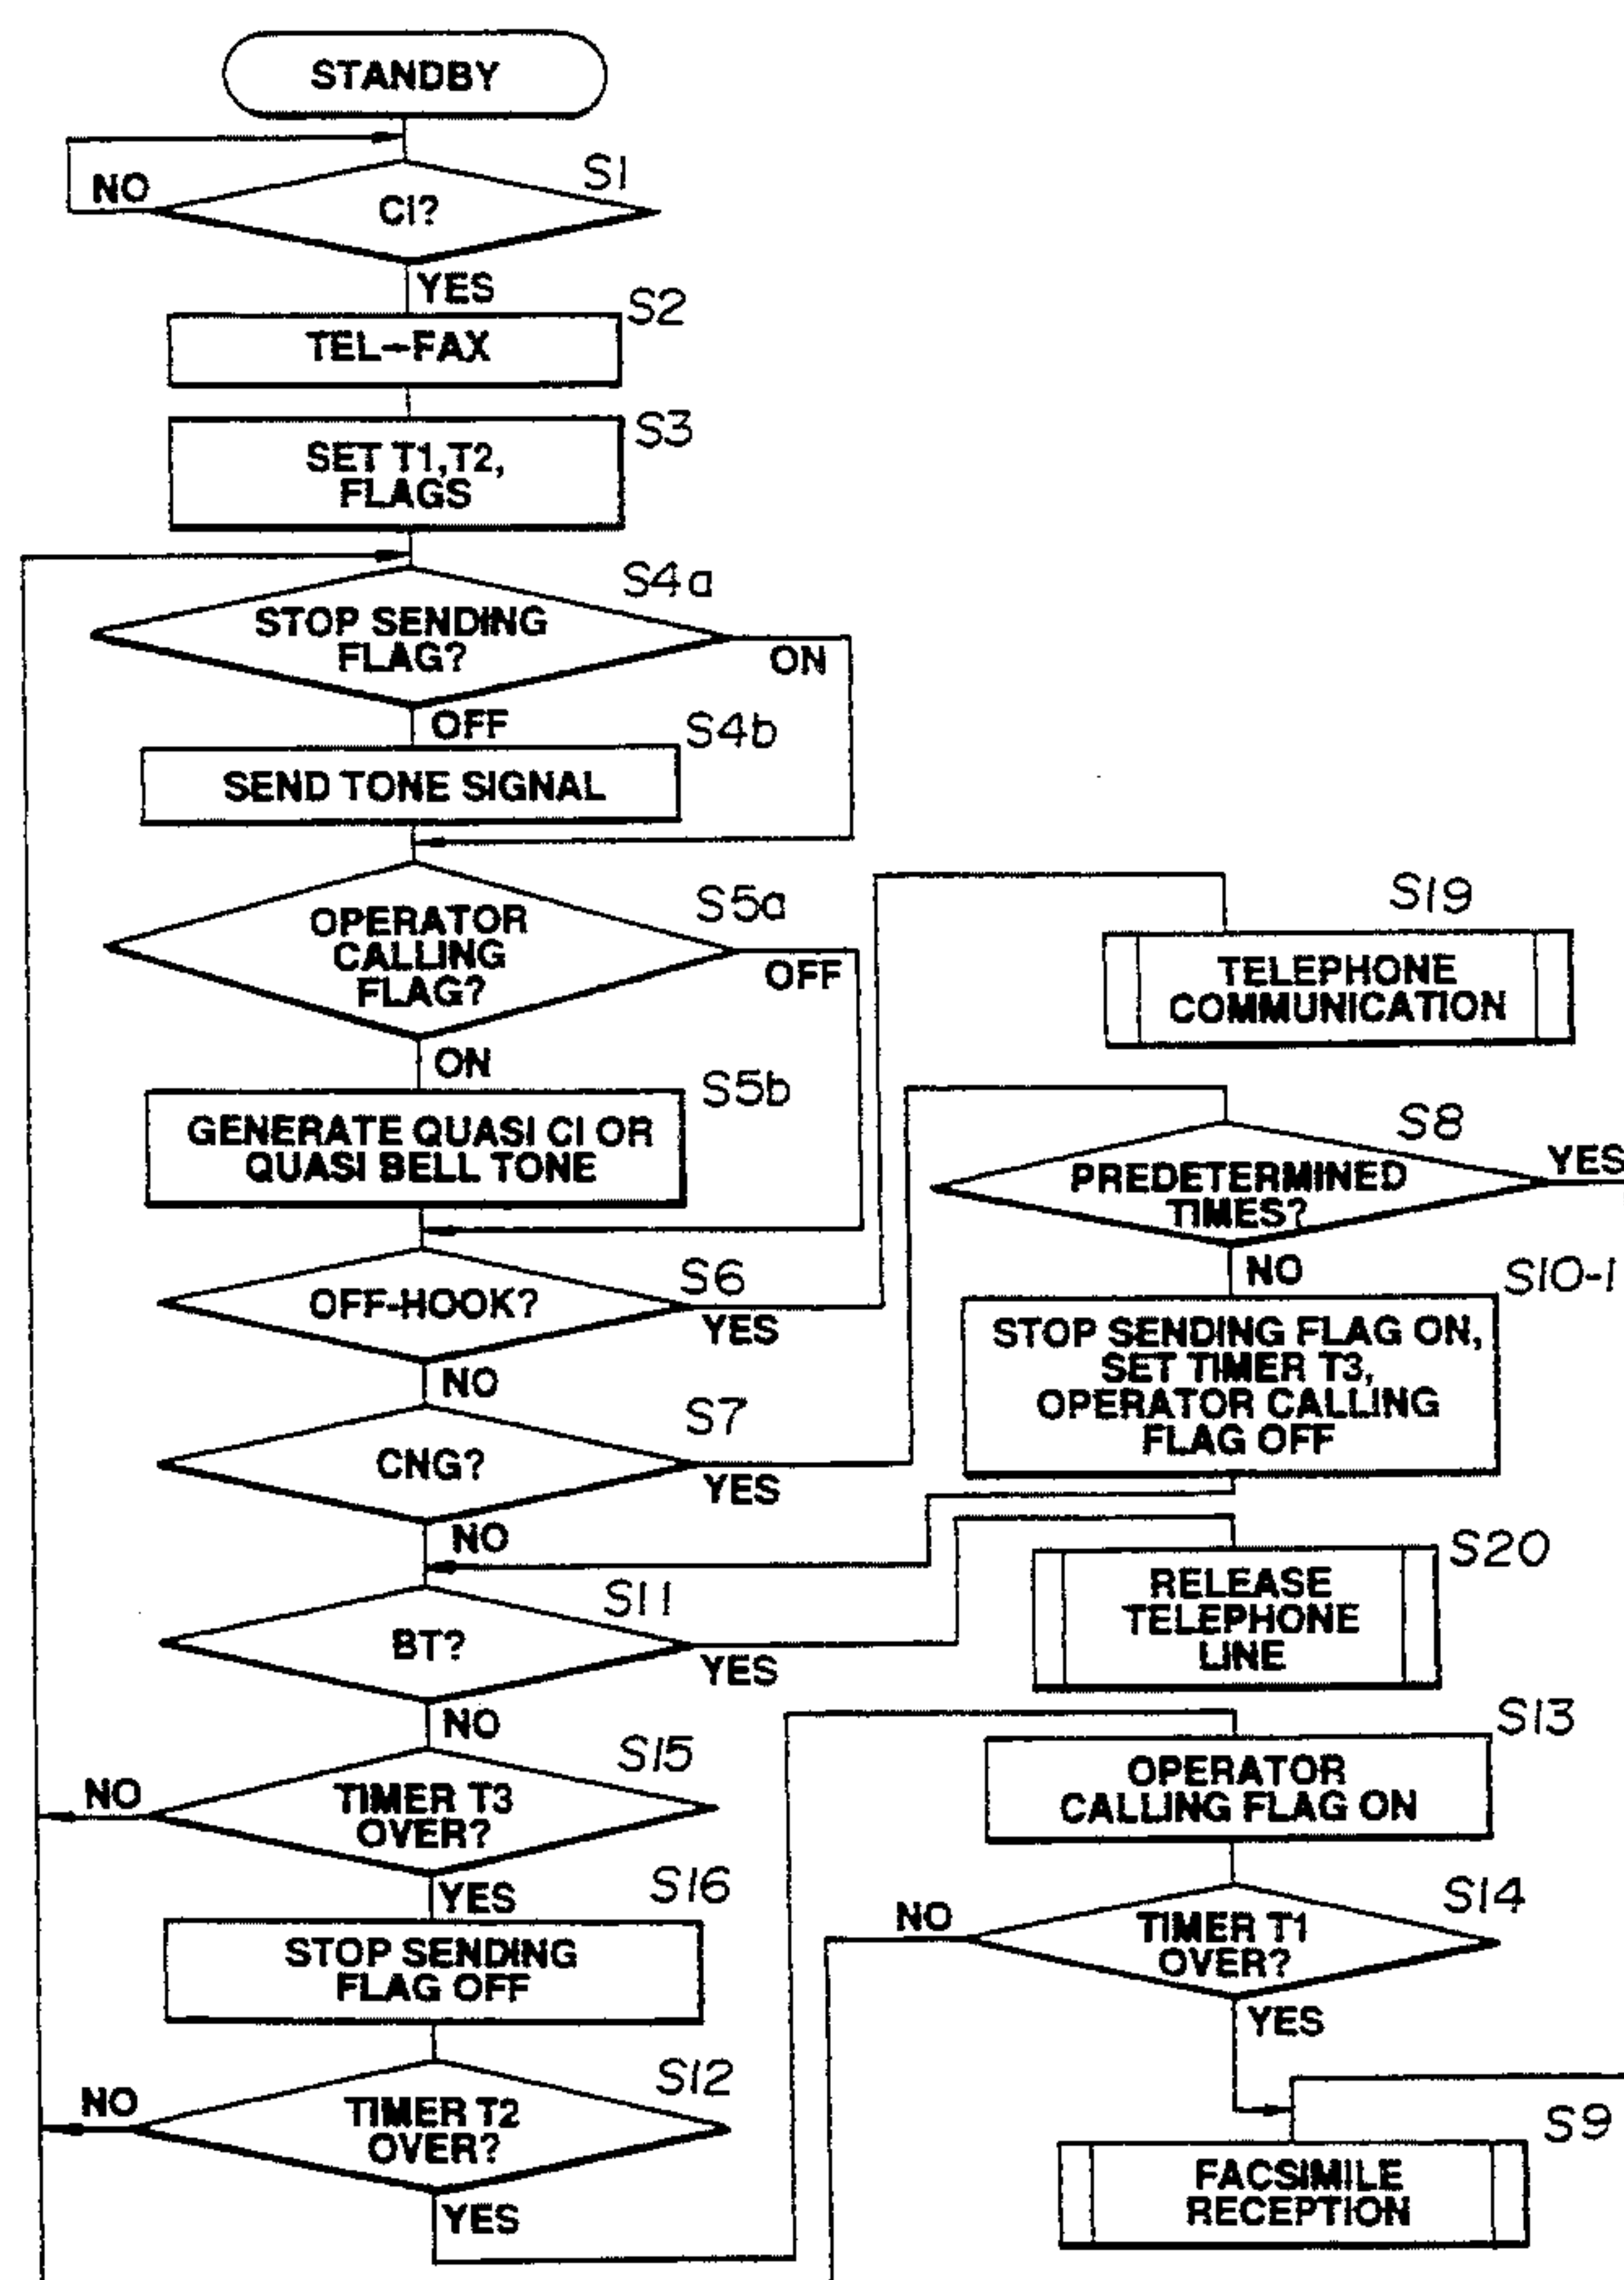 STANDBY
S1
NO
CI?
YES
S2
TEL→FAX
S3
SET T1,T2,
FLAGS
S4a
STOP SENDING
FLAG?
ON
OFF
S4b
SEND TONE SIGNAL
S5a
OPERATOR
CALLING
FLAG?
OFF
ON
S5b
GENERATE QUASI CI OR
QUASI BELL TONE
S6
OFF-HOOK?
YES
NO
S7
CNG?
YES
NO
S11
BT?
YES
NO
S15
NO
TIMER T3
OVER?
YES
S16
STOP SENDING
FLAG OFF
S12
NO
TIMER T2
OVER?
YES
S19
TELEPHONE
COMMUNICATION
S8
YES
PREDETERMINED
TIMES?
NO
S10-1
STOP SENDING FLAG ON,
SET TIMER T3,
OPERATOR CALLING
FLAG OFF
S20
RELEASE
TELEPHONE
LINE
S13
OPERATOR
CALLING FLAG ON
S14
NO
TIMER T1
OVER?
YES
S9
FACSIMILE
RECEPTION